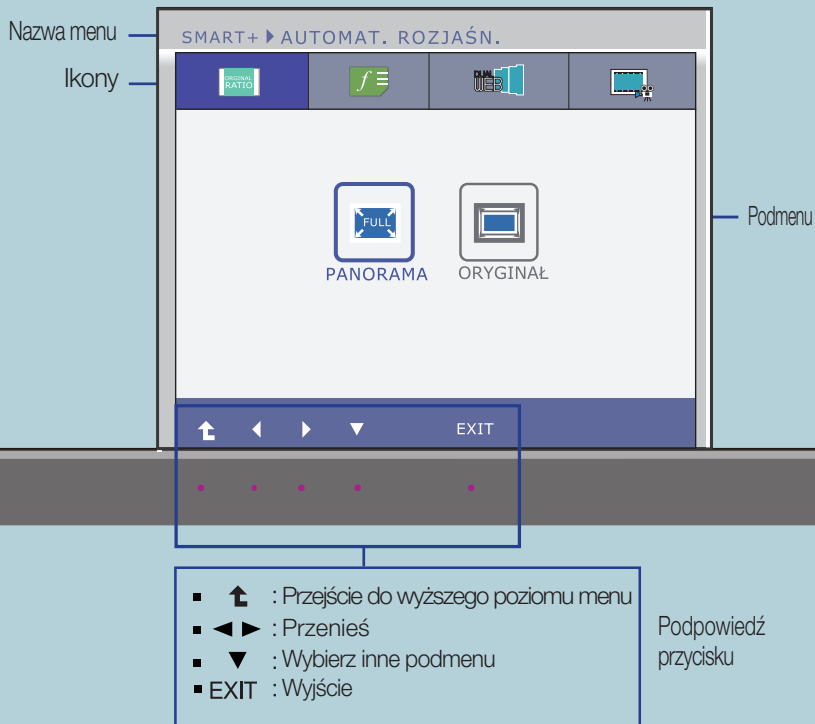 Nazwa menu
SMART+ AUTOMAT. ROZJAŚN.
Ikony
ORGINAL
RATIO
f
DUAL
WEB
FULL
PANORAMA
ORYGINAŁ
Podmenu
EXIT
: Przejście do wyższego poziomu menu
: Przenieś
: Wybierz inne podmenu
EXIT : Wyjście
Podpowiedź
przycisku